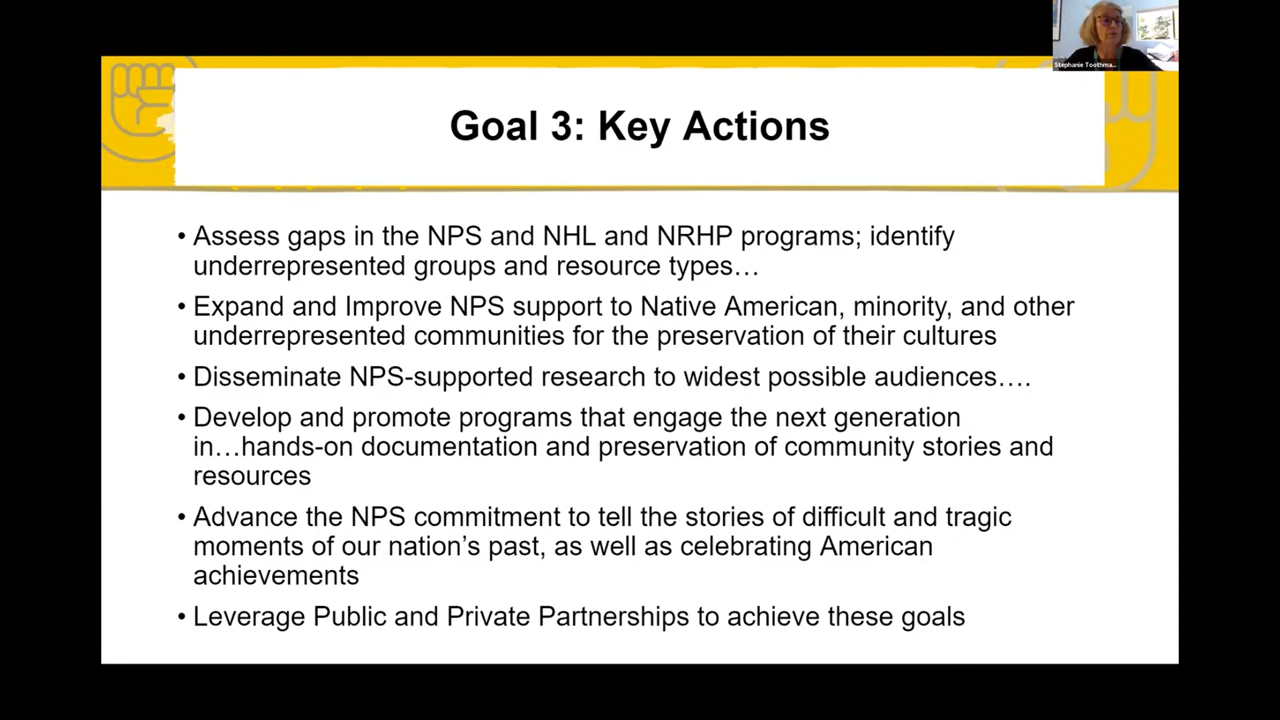 Stephanie Toothma...
Goal 3: Key Actions
• Assess gaps in the NPS and NHL and NRHP programs; identify
underrepresented groups and resource types…
• Expand and Improve NPS support to Native American, minority, and other
underrepresented communities for the preservation of their cultures
• Disseminate NPS-supported research to widest possible audiences….
• Develop and promote programs that engage the next generation
in…hands-on documentation and preservation of community stories and
resources
• Advance the NPS commitment to tell the stories of difficult and tragic
moments of our nation’s past, as well as celebrating American
achievements
• Leverage Public and Private Partnerships to achieve these goals